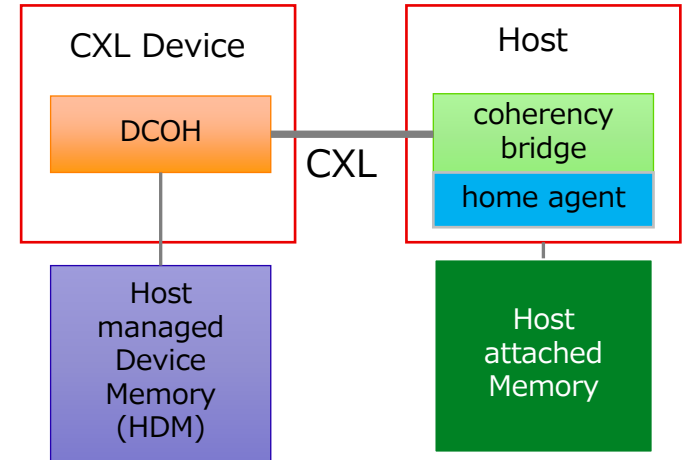 CXL Device
DCOH
CXL
Host
coherency
bridge
home agent
Host
managed
Device
Memory
(HDM)
Host
attached
Memory